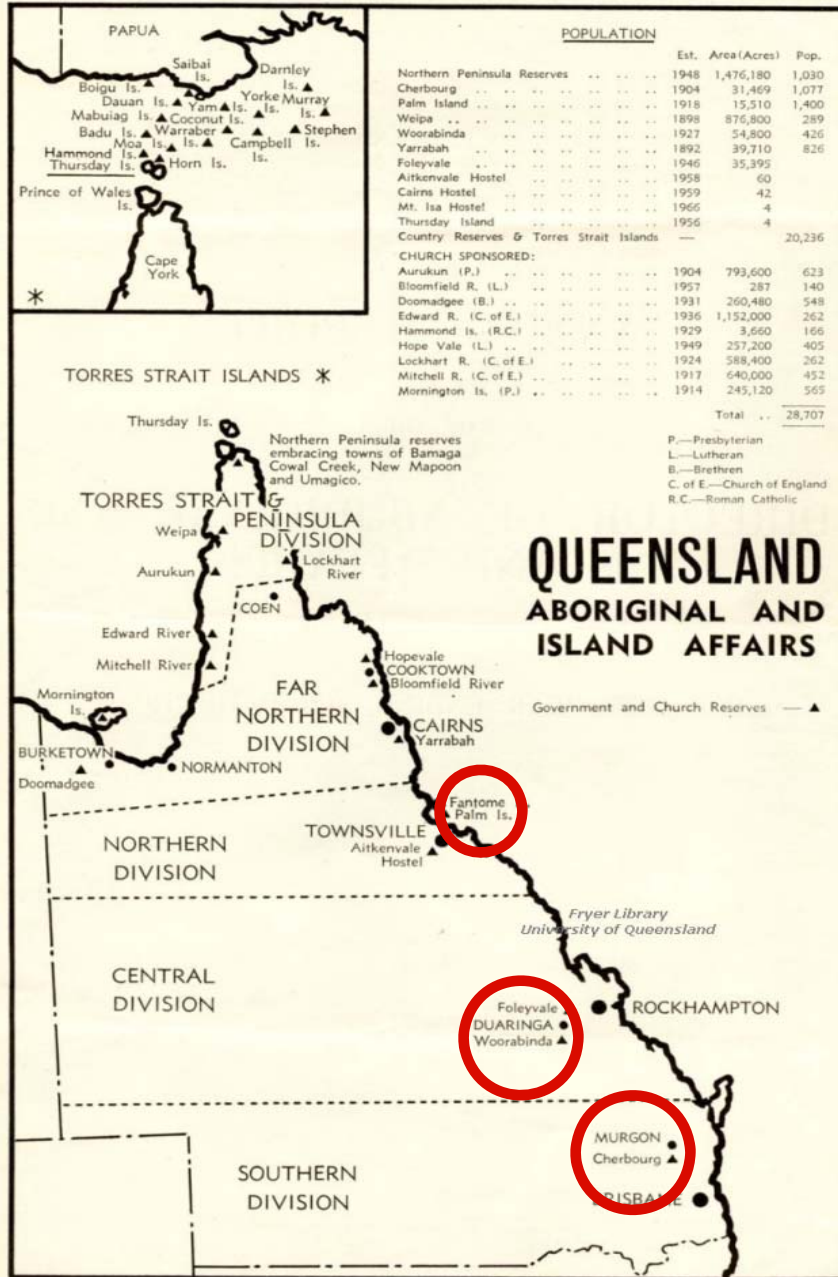 PAPUA
Saibai
Is.
Boigu Is.
Darnley
Is.
Dauan Is.
Yam
Is.
Yorke
Is.
Murray
Is.
Mabuiag Is.
Coconut Is.
Badu Is.
Warraber
Is.
Stephen
Is.
Moa Is.
Campbell
Is.
Hammond Is.
Horn Is.
Thursday Is.
Prince of Wales
Is.
Cape
York
*
TORRES STRAIT ISLANDS *
POPULATION
Est. Area (Acres) Pop.
Northern Peninsula Reserves .. .. .. 1948 1,476,180 1,030
Cherbourg .. .. .. .. .. .. 1904 31,469 1,077
Palm Island .. .. .. .. .. .. 1918 15,510 1,400
Weipa .. .. .. .. .. .. 1898 876,800 289
Woorabinda .. .. .. .. .. .. 1927 54,800 426
Yarrabah .. .. .. .. .. .. 1892 39,710 826
Foleyvale .. .. .. .. .. .. 1946 35,395
Aitkenvale Hostel .. .. .. .. .. 1958 60
Cairns Hostel .. .. .. .. .. 1959 42
Mt. Isa Hostel .. .. .. .. .. 1966 4
Thursday Island .. .. .. .. .. 1956 4
Country Reserves & Torres Strait Islands — 20,236
CHURCH SPONSORED:
Aurukun (P.) .. .. .. .. .. 1904 793,600 623
Bloomfield R. (L.) .. .. .. .. 1957 287 140
Doomadgee (B.) .. .. .. .. .. 1931 260,480 548
Edward R. (C. of E.) .. .. .. .. 1936 1,152,000 262
Hammond Is. (R.C.) .. .. .. .. 1929 3,660 166
Hope Vale (L.) .. .. .. .. .. 1949 257,200 405
Lockhart R. (C. of E.) .. .. .. .. 1924 588,400 262
Mitchell R. (C. of E.) .. .. .. .. 1917 640,000 452
Mornington Is. (P.) .. .. .. .. 1914 245,120 565
Total .. 28,707
P.—Presbyterian
L.—Lutheran
B.—Brethren
C. of E.—Church of England
R.C.—Roman Catholic
QUEENSLAND
ABORIGINAL AND
ISLAND AFFAIRS
Government and Church Reserves — ▲
Thursday Is.
Northern Peninsula reserves
embracing towns of Bamaga
Cowal Creek, New Mapoon
and Umagico.
TORRES STRAIT &
PENINSULA
DIVISION
Weipa
Lockhart
River
Aurukun
COEN
Edward River
Mitchell River
Hopevale
COOKTOWN
Bloomfield River
Mornington
Is.
FAR
NORTHERN
DIVISION
CAIRNS
Yarrabah
BURKETOWN
NORMANTON
Doomadgee
Fantome
Palm Is.
NORTHERN
DIVISION
TOWNSVILLE
Aitkenvale
Hostel
Fryer Library
University of Queensland
CENTRAL
DIVISION
Foleyvale
DUARINGA
Woorabinda
ROCKHAMPTON
MURGON
Cherbourg
SOUTHERN
DIVISION
BRISBANE